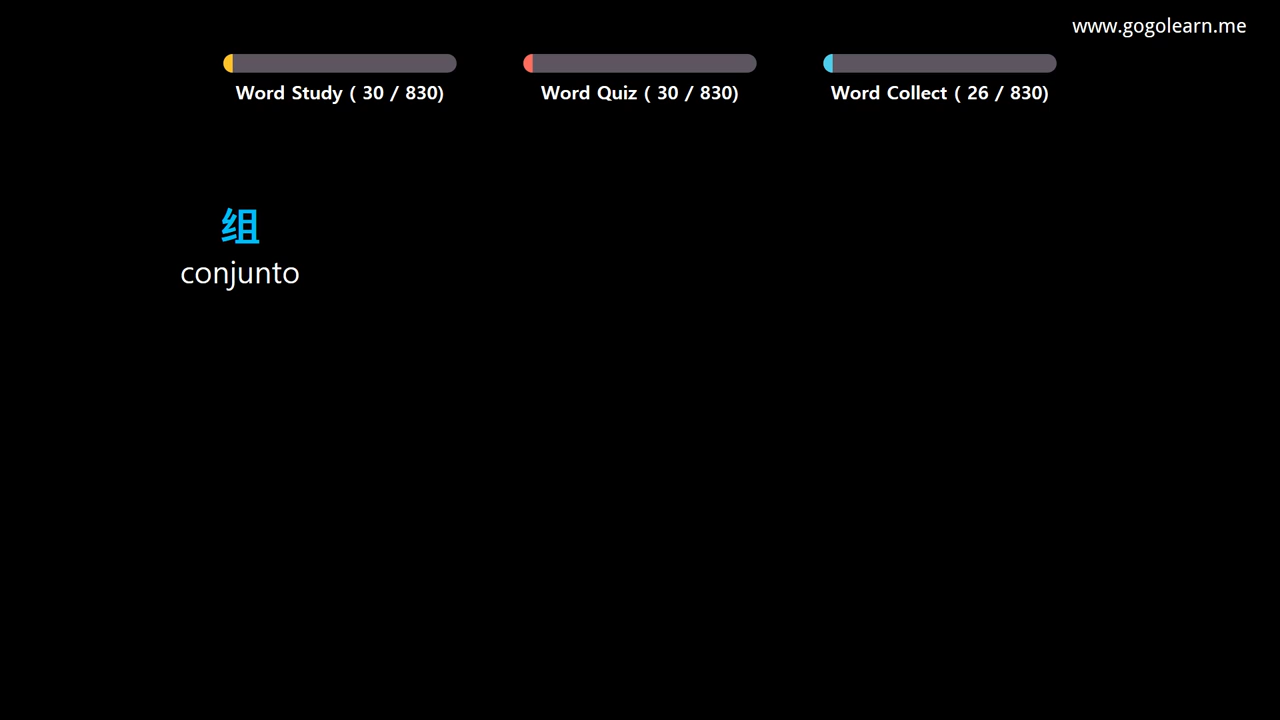 www.gogolearn.me
Word Study ( 30 / 830)
Word Quiz ( 30 / 830)
Word Collect ( 26 / 830)
组
conjunto